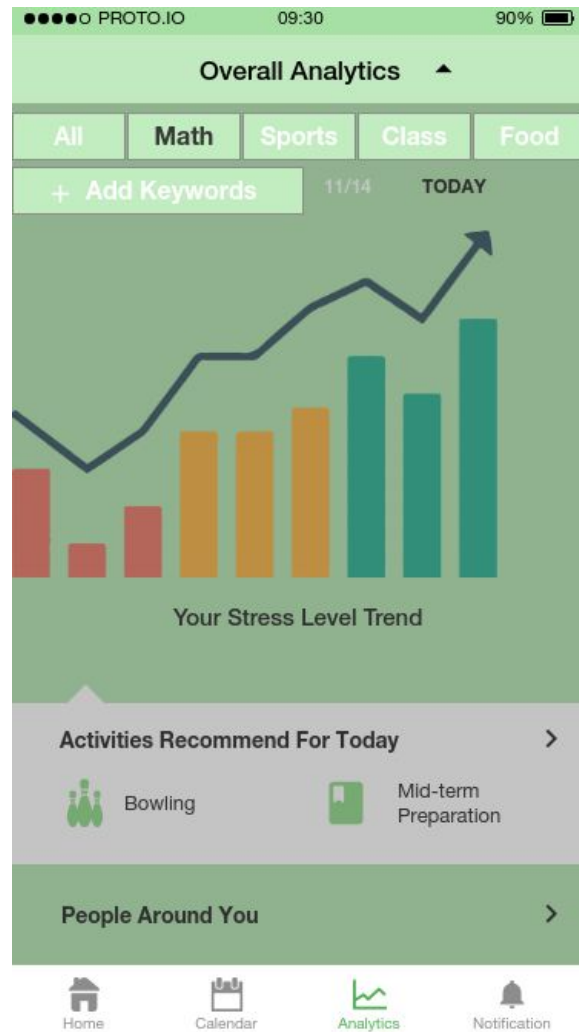 PROTO.IO 09:30 90%
Overall Analytics
All Math Sports Class Food
+ Add Keywords 11/14 TODAY
Your Stress Level Trend
Activities Recommend For Today
Bowling
Mid-term
Preparation
People Around You
Home Calendar Analytics Notification